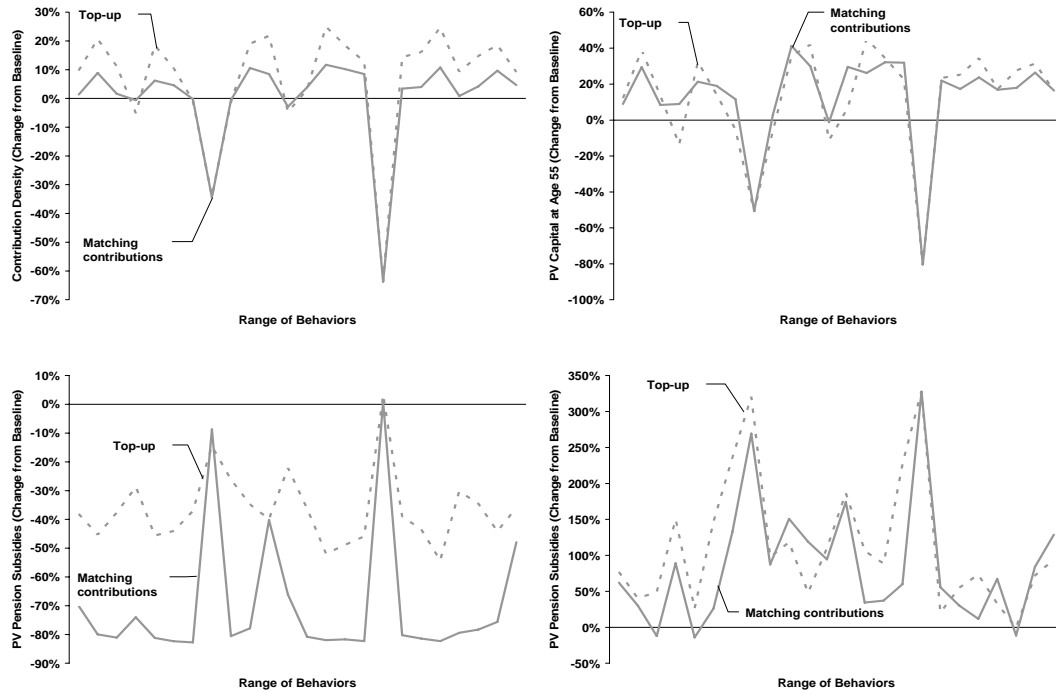 Contribution Density (Change from Baseline)
30%
20%
10%
0%
-10%
-20%
-30%
-40%
-50%
-60%
-70%
Top-up
Matching
contributions
Range of Behaviors
PV Capital at Age 55 (Change from Baseline)
60%
40%
20%
0%
-20%
-40%
-60%
-80%
-100%
Top-up
Matching
contributions
Range of Behaviors
PV Pension Subsidies (Change from Baseline)
10%
0%
-10%
-20%
-30%
-40%
-50%
-60%
-70%
-80%
-90%
Top-up
Matching
contributions
Range of Behaviors
PV Pension Subsidies (Change from Baseline)
350%
300%
250%
200%
150%
100%
50%
0%
-50%
Top-up
Matching contributions
Range of Behaviors